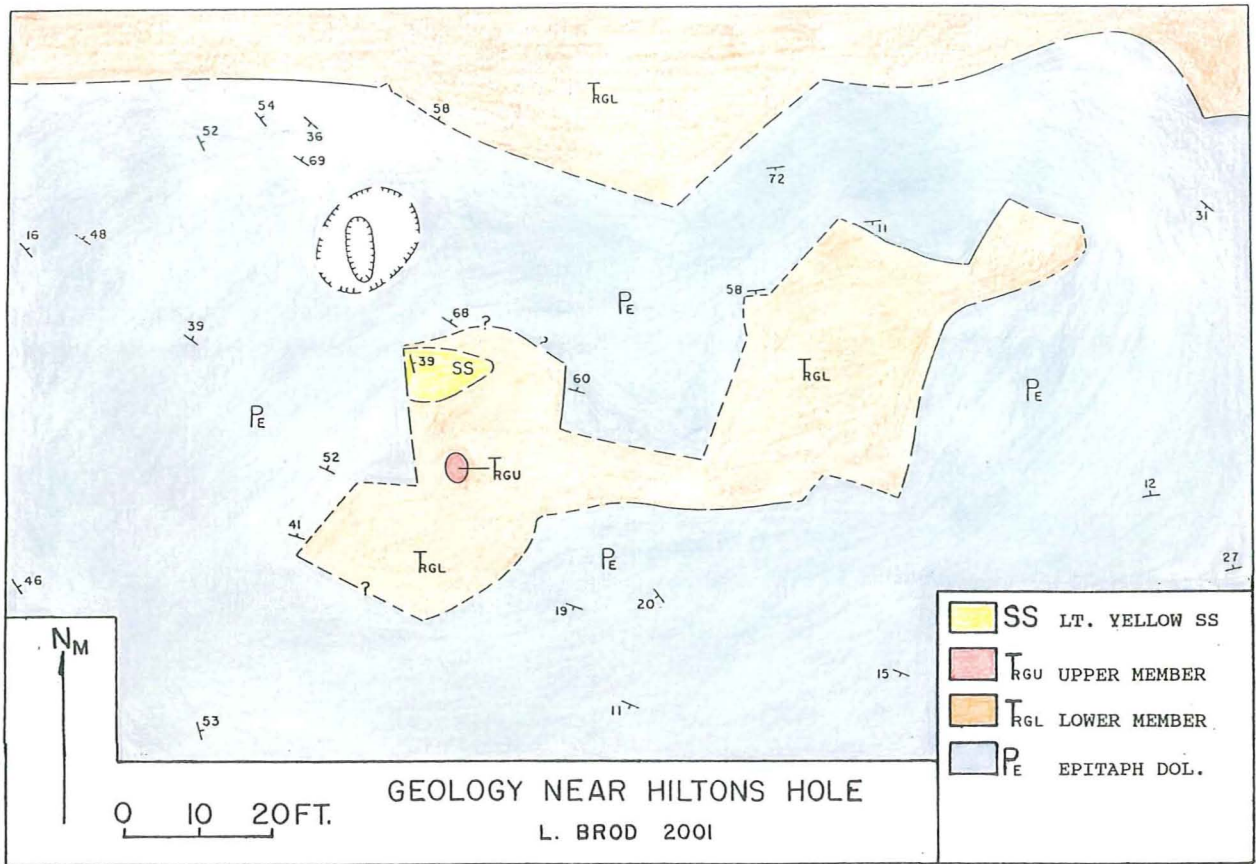 TRGL
58
54
52
36
69
72
31
16
48
11
58
PE
68
?
?
39
39
SS
TRGL
60
PE
PE
52
TRGU
12
41
TRGL
?
PE
27
46
19
20
15
11
53
NM
0 10 20FT.
GEOLOGY NEAR HILTONS HOLE
L. BROD 2001
SS LT. YELLOW SS
TRGU UPPER MEMBER
TRGL LOWER MEMBER
PE EPITAPH DOL.